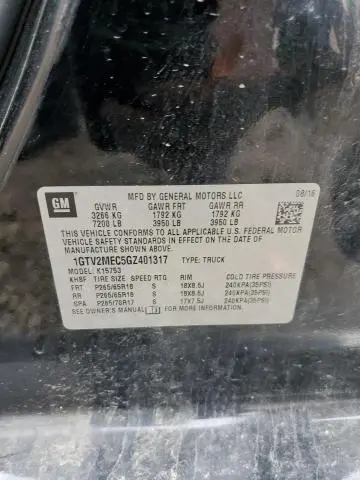 GM
MFD BY GENERAL MOTORS LLC
08/16
GVWR GAWR FRT GAWR RR
3266 KG 1792 KG 1792 KG
7200 LB 3950 LB 3950 LB
THIS VEHICLE CONFORMS TO ALL APPLICABLE U.S. FEDERAL MOTOR
VEHICLE SAFETY STANDARDS IN EFFECT ON THE DATE OF
MANUFACTURE SHOWN ABOVE.
1GTV2MEC5GZ401317 TYPE: TRUCK
MODEL: K15753
KHBF TIRE SIZE SPEED RTG RIM COLD TIRE PRESSURE
FRT P265/65R18 S 18X8.5J 240KPA(35PSI)
RR P265/65R18 S 18X8.5J 240KPA(35PSI)
SPA P265/70R17 S 17X7.5J 240KPA(35PSI)
SEE OWNER'S MANUAL